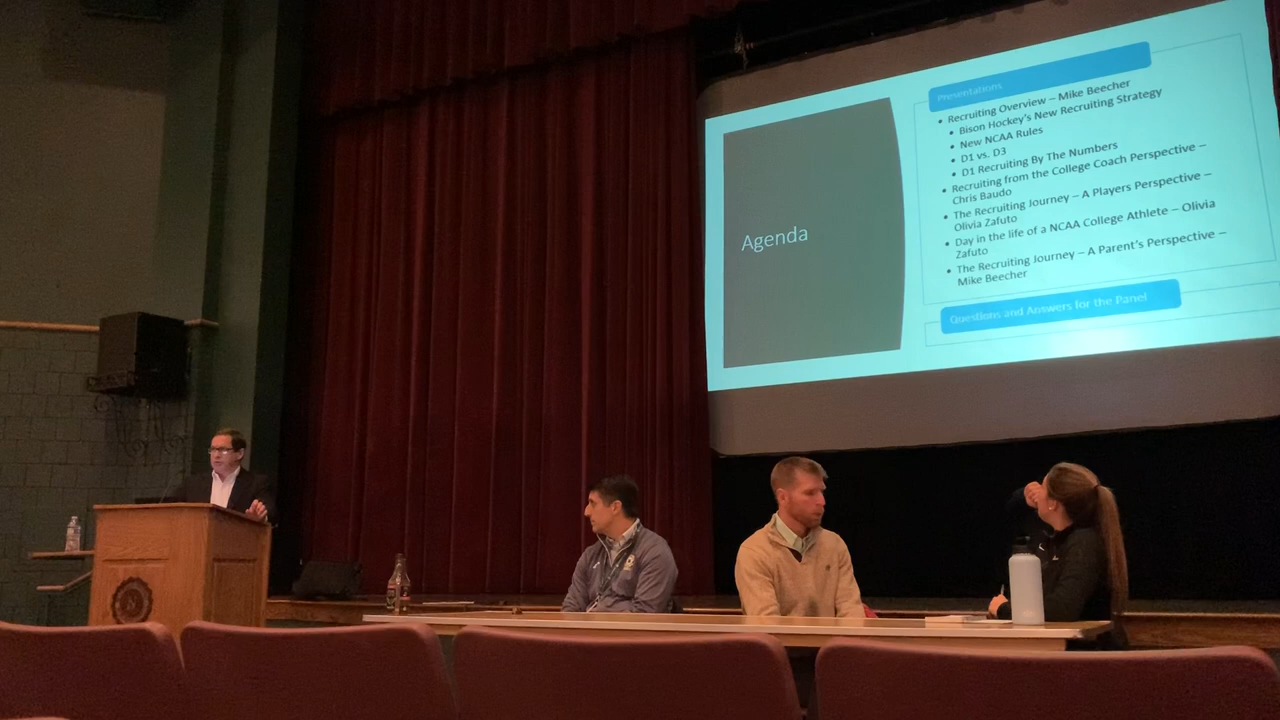 Agenda
Presentations
• Recruiting Overview – Mike Beecher
• Bison Hockey's New Recruiting Strategy
• New NCAA Rules
• D1 vs. D3
• D1 Recruiting By The Numbers
• Recruiting from the College Coach Perspective –
Chris Baudo
• The Recruiting Journey – A Players Perspective –
Olivia Zafuto
• Day in the life of a NCAA College Athlete – Olivia
Zafuto
• The Recruiting Journey – A Parent's Perspective –
Mike Beecher
Questions and Answers for the Panel